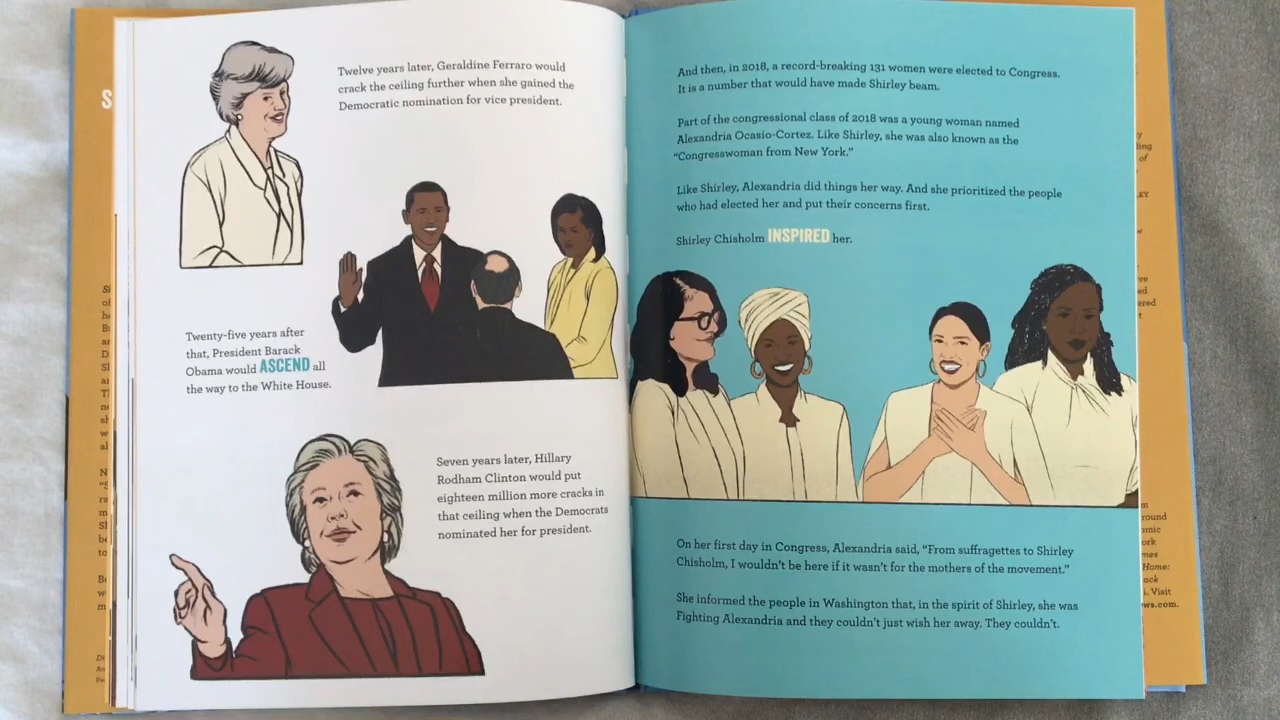 Twelve years later, Geraldine Ferraro would
crack the ceiling further when she gained the
Democratic nomination for vice president.
Twenty-five years after
that, President Barack
Obama would ASCEND all
the way to the White House.
Seven years later, Hillary
Rodham Clinton would put
eighteen million more cracks in
that ceiling when the Democrats
nominated her for president.
And then, in 2018, a record-breaking 131 women were elected to Congress.
It is a number that would have made Shirley beam.
Part of the congressional class of 2018 was a young woman named
Alexandria Ocasio-Cortez. Like Shirley, she was also known as the
“Congresswoman from New York.”
Like Shirley, Alexandria did things her way. And she prioritized the people
who had elected her and put their concerns first.
Shirley Chisholm INSPIRED her.
On her first day in Congress, Alexandria said, “From suffragettes to Shirley
Chisholm, I wouldn’t be here if it wasn’t for the mothers of the movement.”
She informed the people in Washington that, in the spirit of Shirley, she was
Fighting Alexandria and they couldn’t just wish her away. They couldn’t.
of
round
Home:
Visit